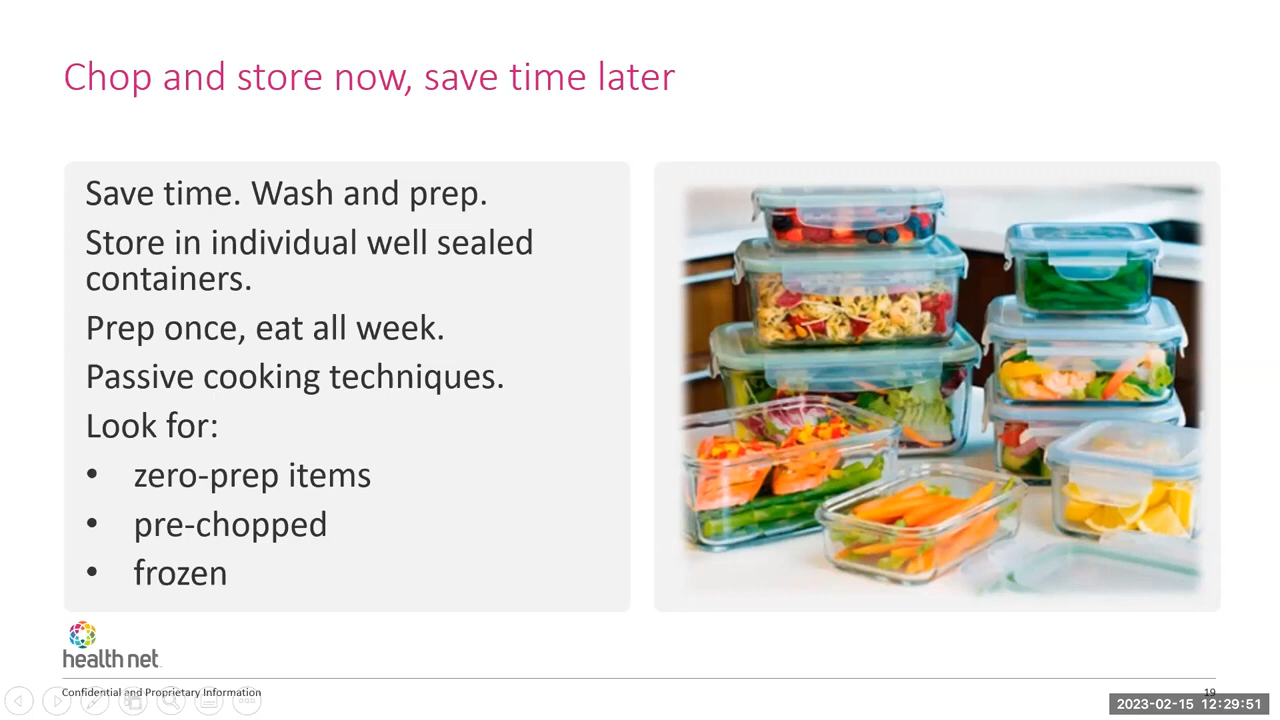 Chop and store now, save time later
Save time. Wash and prep.
Store in individual well sealed
containers.
Prep once, eat all week.
Passive cooking techniques.
Look for:
• zero-prep items
• pre-chopped
• frozen
health net
Confidential and Proprietary Information
19
2023-02-15 12:29:51